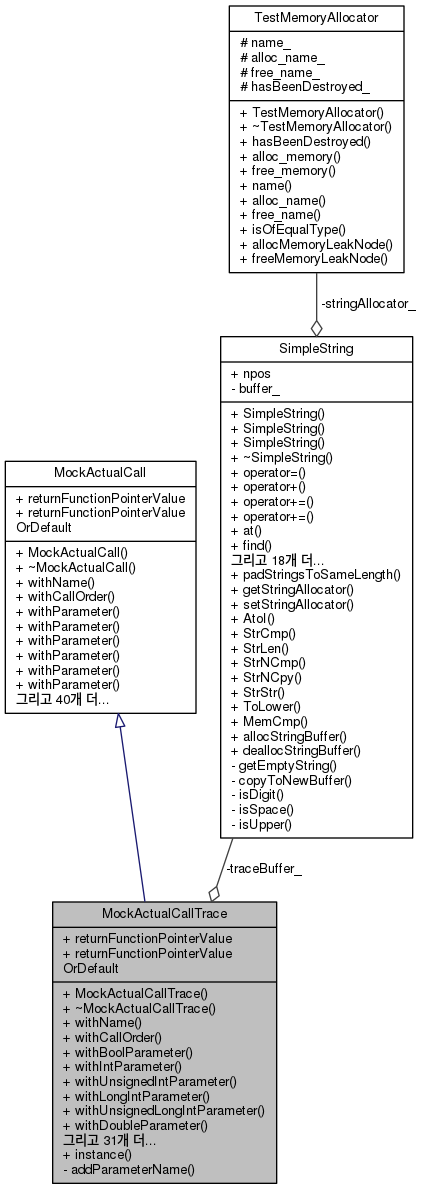 TestMemoryAllocator
# name_
# alloc_name_
# free_name_
# hasBeenDestroyed_
+ TestMemoryAllocator()
+ ~TestMemoryAllocator()
+ hasBeenDestroyed()
+ alloc_memory()
+ free_memory()
+ name()
+ alloc_name()
+ free_name()
+ isOfEqualType()
+ allocMemoryLeakNode()
+ freeMemoryLeakNode()
-stringAllocator_
SimpleString
+ npos
- buffer_
+ SimpleString()
+ SimpleString()
+ SimpleString()
+ ~SimpleString()
+ operator=()
+ operator+()
+ operator+=()
+ operator+=()
+ at()
+ find()
그리고 18개 더...
+ padStringsToSameLength()
+ getStringAllocator()
+ setStringAllocator()
+ AtoI()
+ StrCmp()
+ StrLen()
+ StrNCmp()
+ StrNCpy()
+ StrStr()
+ ToLower()
+ MemCmp()
+ allocStringBuffer()
+ deallocStringBuffer()
- getEmptyString()
- copyToNewBuffer()
- isDigit()
- isSpace()
- isUpper()
MockActualCall
+ returnFunctionPointerValue
+ returnFunctionPointerValue
OrDefault
+ MockActualCall()
+ ~MockActualCall()
+ withName()
+ withCallOrder()
+ withParameter()
+ withParameter()
+ withParameter()
+ withParameter()
+ withParameter()
+ withParameter()
그리고 40개 더...
-traceBuffer_
MockActualCallTrace
+ returnFunctionPointerValue
+ returnFunctionPointerValue
OrDefault
+ MockActualCallTrace()
+ ~MockActualCallTrace()
+ withName()
+ withCallOrder()
+ withBoolParameter()
+ withIntParameter()
+ withUnsignedIntParameter()
+ withLongIntParameter()
+ withUnsignedLongIntParameter()
+ withDoubleParameter()
그리고 31개 더...
+ instance()
- addParameterName()